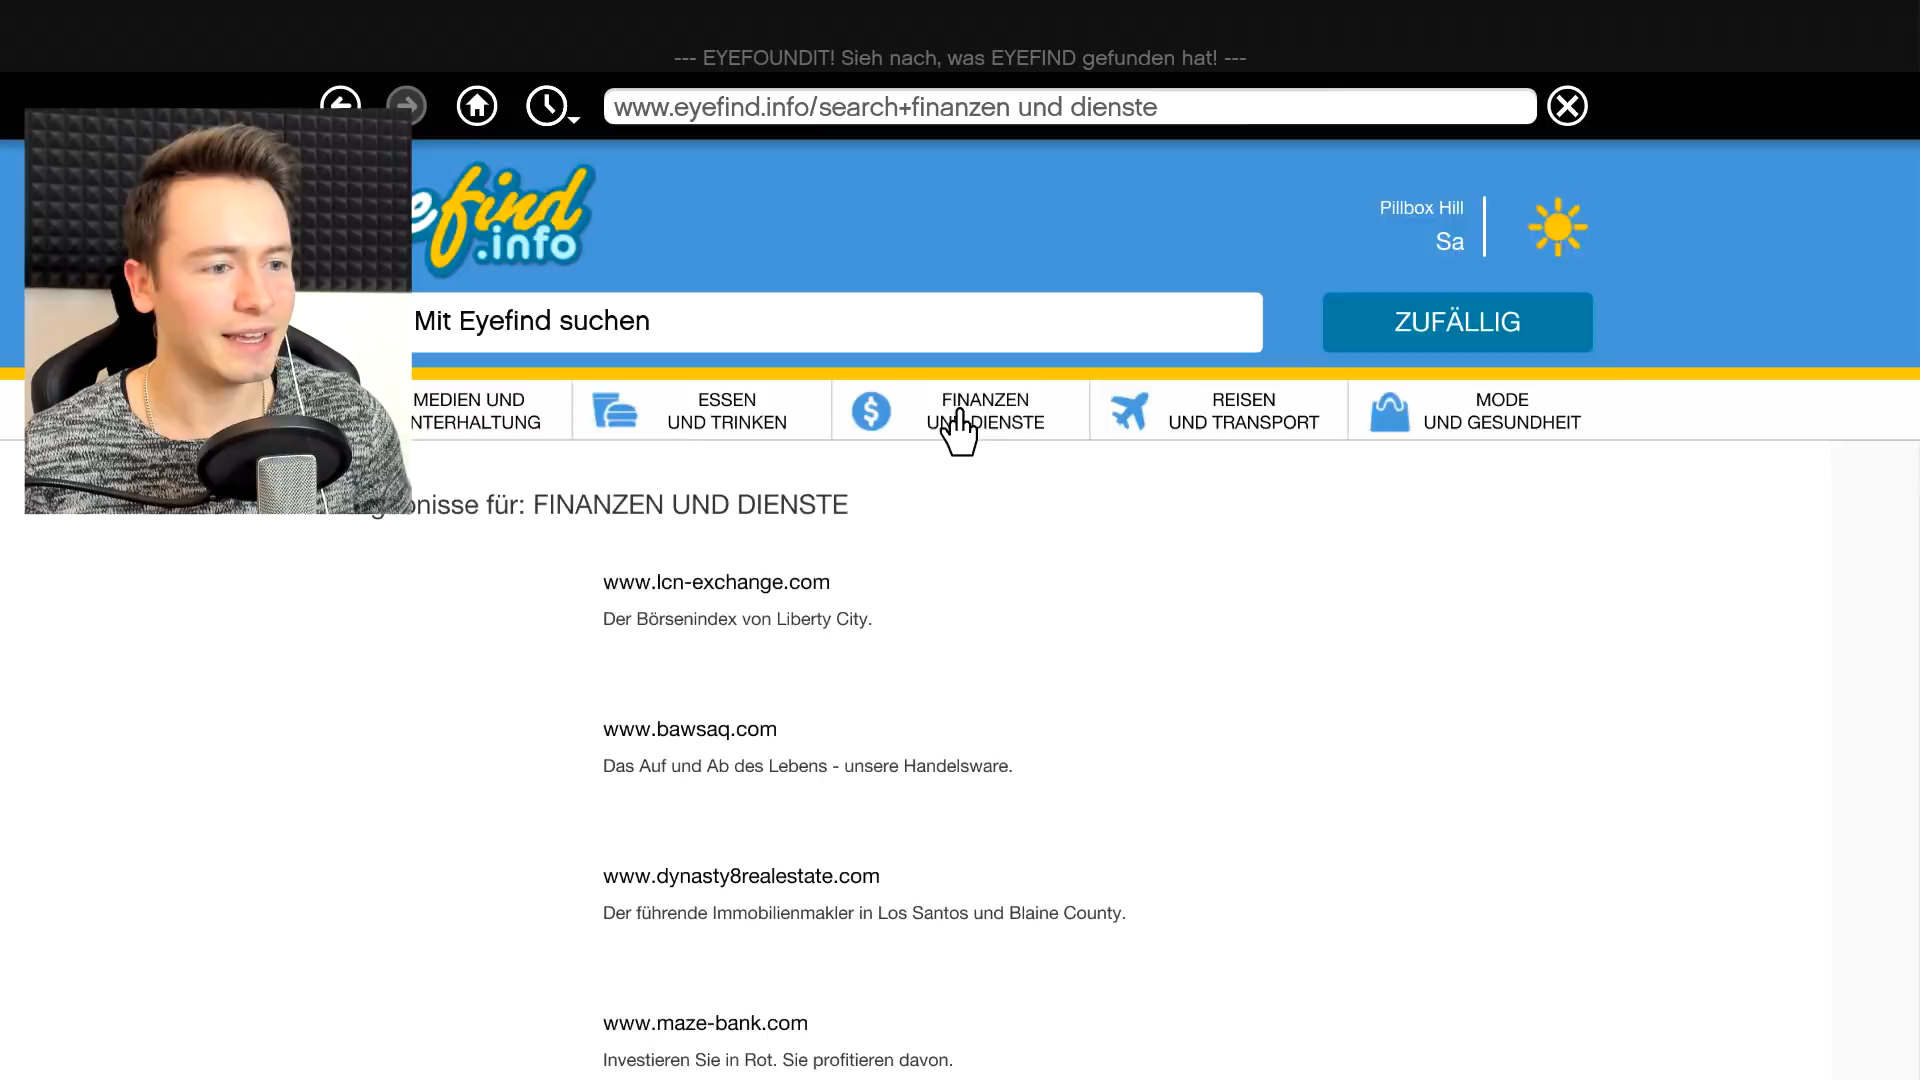 --- EYEFOUNDIT! Sieh nach, was EYEFIND gefunden hat! ---
www.eyefind.info/search+finanzen und dienste
efind
.info
Pillbox Hill
Sa
Mit Eyefind suchen
ZUFÄLLIG
MEDIEN UND
NTERHALTUNG
ESSEN
UND TRINKEN
FINANZEN
UND DIENSTE
REISEN
UND TRANSPORT
MODE
UND GESUNDHEIT
gebnisse für: FINANZEN UND DIENSTE
www.lcn-exchange.com
Der Börsenindex von Liberty City.
www.bawsaq.com
Das Auf und Ab des Lebens - unsere Handelsware.
www.dynasty8realestate.com
Der führende Immobilienmakler in Los Santos und Blaine County.
www.maze-bank.com
Investieren Sie in Rot. Sie profitieren davon.